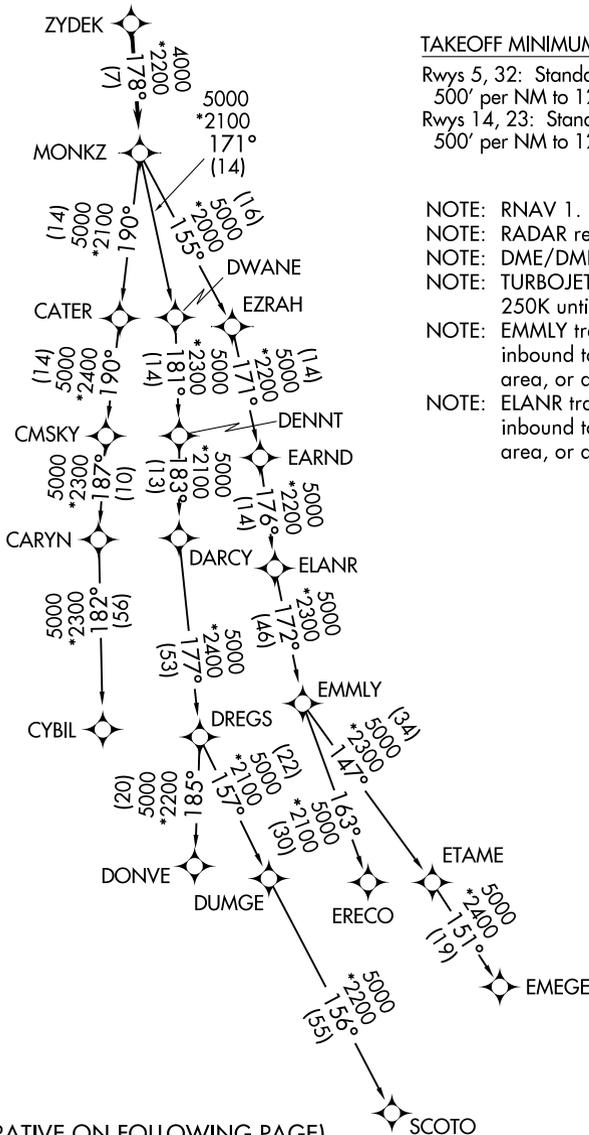 ZYDEK
4000
*2200
178°
(7)
MONKZ
5000
*2100
171°
(14)
TAKEOFF MINIMUM
Rwys 5, 32: Standa
500' per NM to 12
Rwys 14, 23: Stand
500' per NM to 12
NOTE: RNAV 1.
NOTE: RADAR re
NOTE: DME/DM
NOTE: TURBOJET
250K unti
NOTE: EMMLY tra
inbound to
area, or a
NOTE: ELANR tra
inbound to
area, or a
(14)
5000
*2100
190°
(16)
5000
*2000
155°
CATER
DWANE
EZRAH
(14)
5000
*2400
190°
5000
*2300
181°
(14)
(14)
5000
*2200
171°
CMSKY
DENNT
EARND
5000
*2300
187°
(10)
5000
*2100
183°
(13)
5000
*2200
176°
(14)
CARYN
DARCY
ELANR
5000
*2300
182°
(56)
5000
*2400
177°
(53)
5000
*2300
172°
(46)
CYBIL
DREGS
EMMLY
(20)
5000
*2200
185°
(22)
5000
*2100
157°
163°
5000
*2100
(30)
(34)
5000
*2300
147°
DONVE
DUMGE
ERECO
ETAME
5000
*2400
151°
(19)
EMEGE
5000
*2200
156°
(55)
SCOTO
RATIVE ON FOLLOWING PAGE)